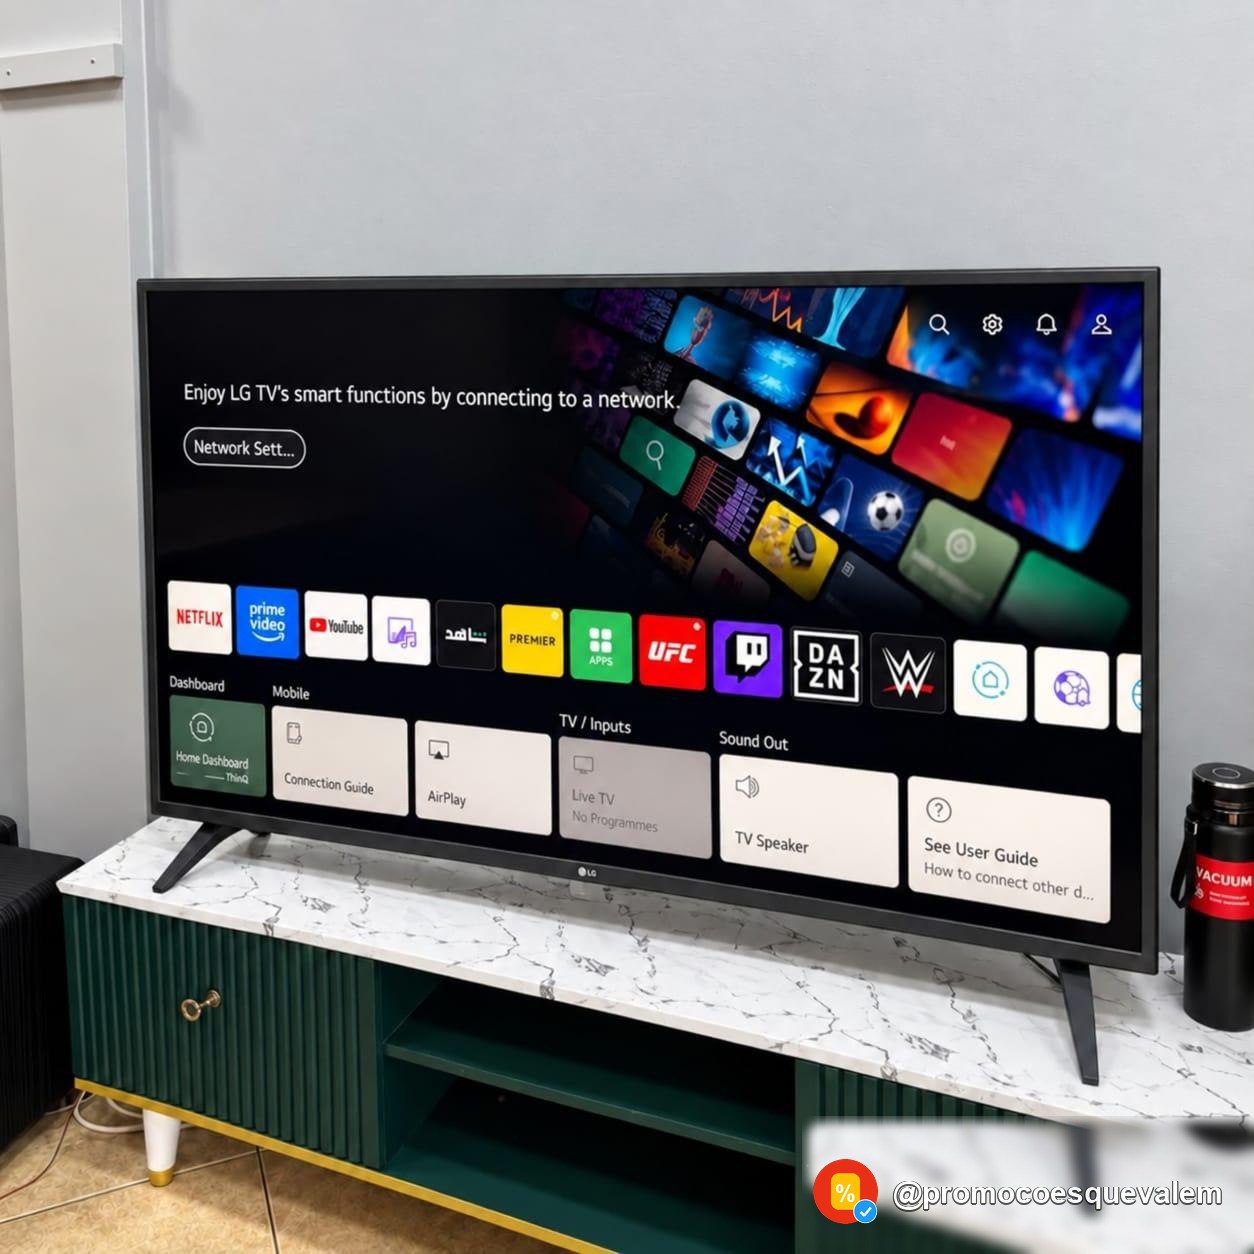 Enjoy LG TV's smart functions by connecting to a network.
Network Sett...
NETFLIX
prime
video
YouTube
شاهد
PREMIER
APPS
UFC
DA
ZN
W
Dashboard
Mobile
TV / Inputs
Sound Out
Home Dashboard
ThinQ
Connection Guide
AirPlay
Live TV
No Programmes
TV Speaker
See User Guide
How to connect other d...
LG
VACUUM
%
@promocoesquevalem